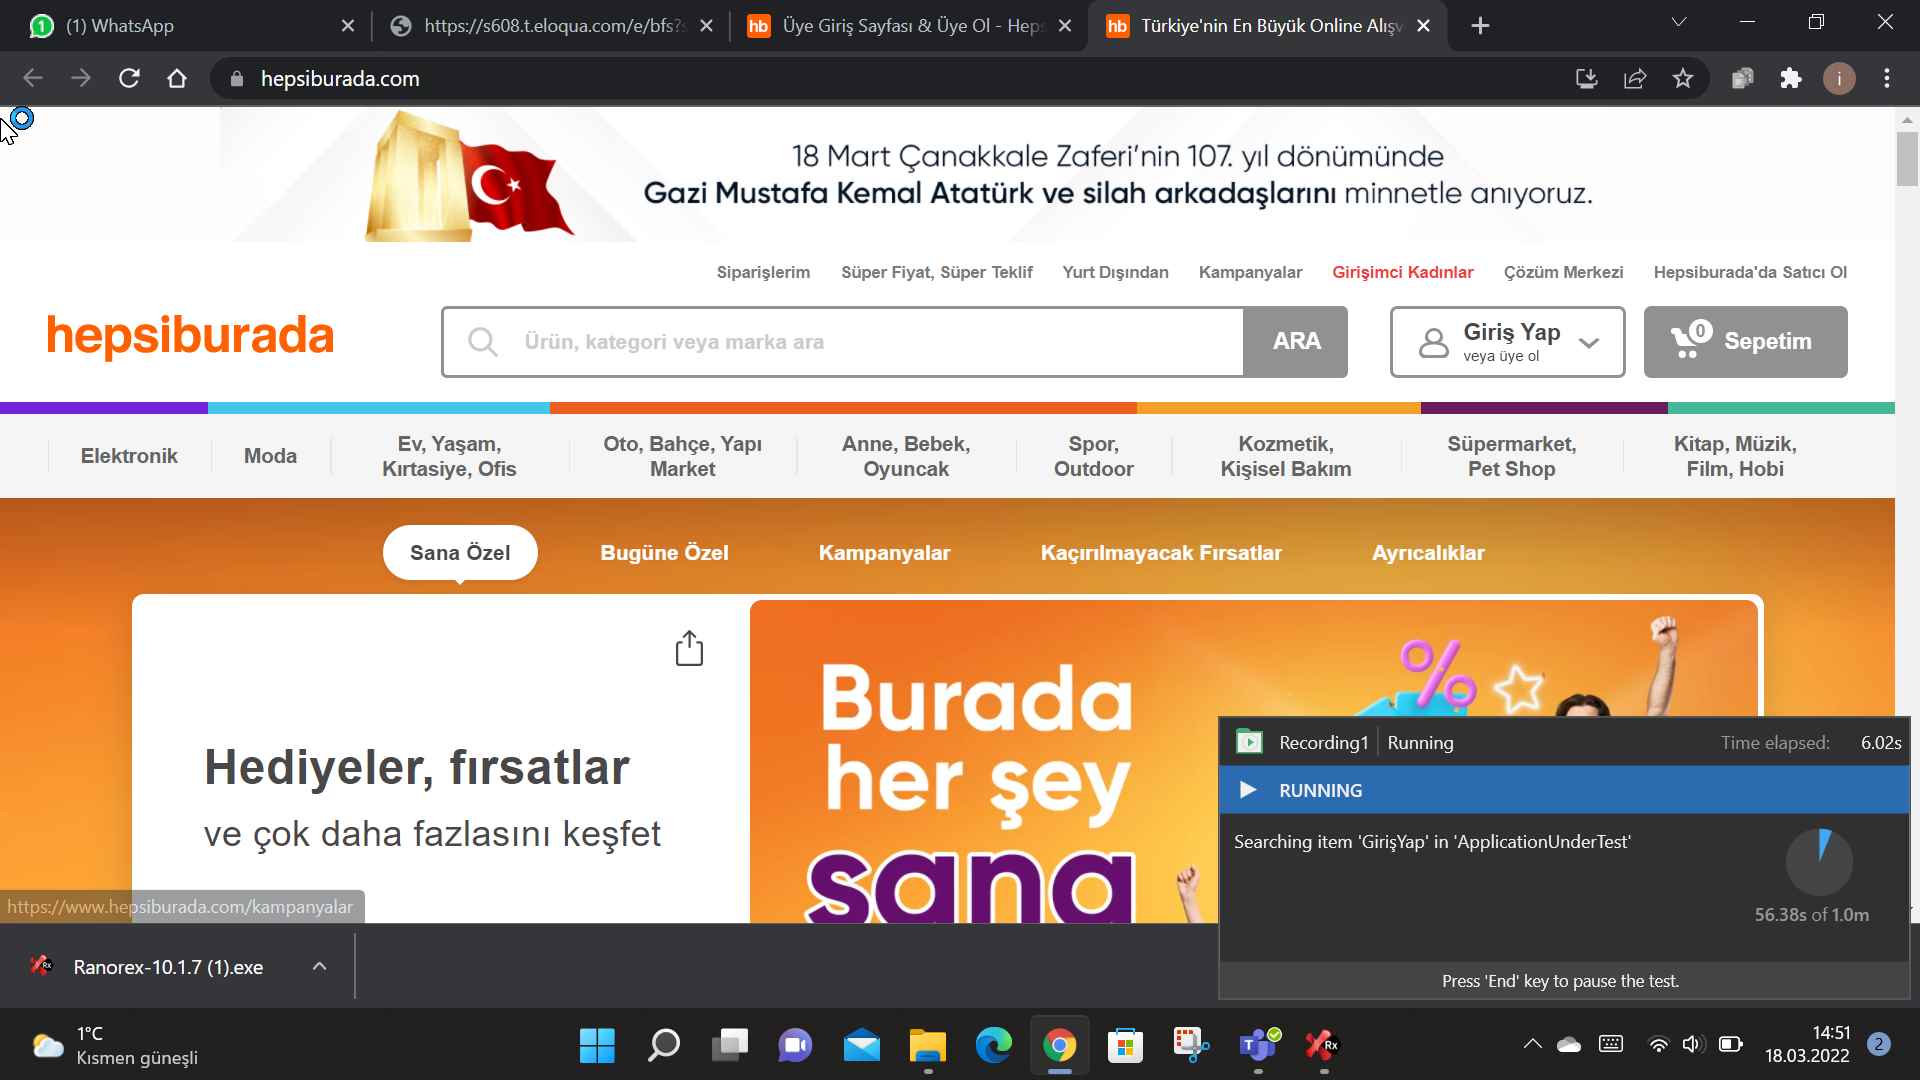 (1) WhatsApp
https://s608.t.eloqua.com/e/bfs?s
Üye Giriş Sayfası & Üye Ol - Heps
Türkiye'nin En Büyük Online Alışv
hepsiburada.com
i
18 Mart Çanakkale Zaferi'nin 107. yıl dönümünde
Gazi Mustafa Kemal Atatürk ve silah arkadaşlarını minnetle anıyoruz.
Siparişlerim Süper Fiyat, Süper Teklif Yurt Dışından Kampanyalar Girişimci Kadınlar Çözüm Merkezi Hepsiburada'da Satıcı Ol
hepsiburada
Ürün, kategori veya marka ara
ARA
Giriş Yap
veya üye ol
0
Sepetim
Elektronik
Moda
Ev, Yaşam,
Kırtasiye, Ofis
Oto, Bahçe, Yapı
Market
Anne, Bebek,
Oyuncak
Spor,
Outdoor
Kozmetik,
Kişisel Bakım
Süpermarket,
Pet Shop
Kitap, Müzik,
Film, Hobi
Sana Özel Bugüne Özel Kampanyalar Kaçırılmayacak Fırsatlar Ayrıcalıklar
Hediyeler, fırsatlar
ve çok daha fazlasını keşfet
Burada
her şey
sana
%
https://www.hepsiburada.com/kampanyalar
Recording1 Running Time elapsed: 6.02s
RUNNING
Searching item 'GirişYap' in 'ApplicationUnderTest'
56.38s of 1.0m
Press 'End' key to pause the test.
Ranorex-10.1.7 (1).exe
1°C
Kısmen güneşli
14:51
18.03.2022
2